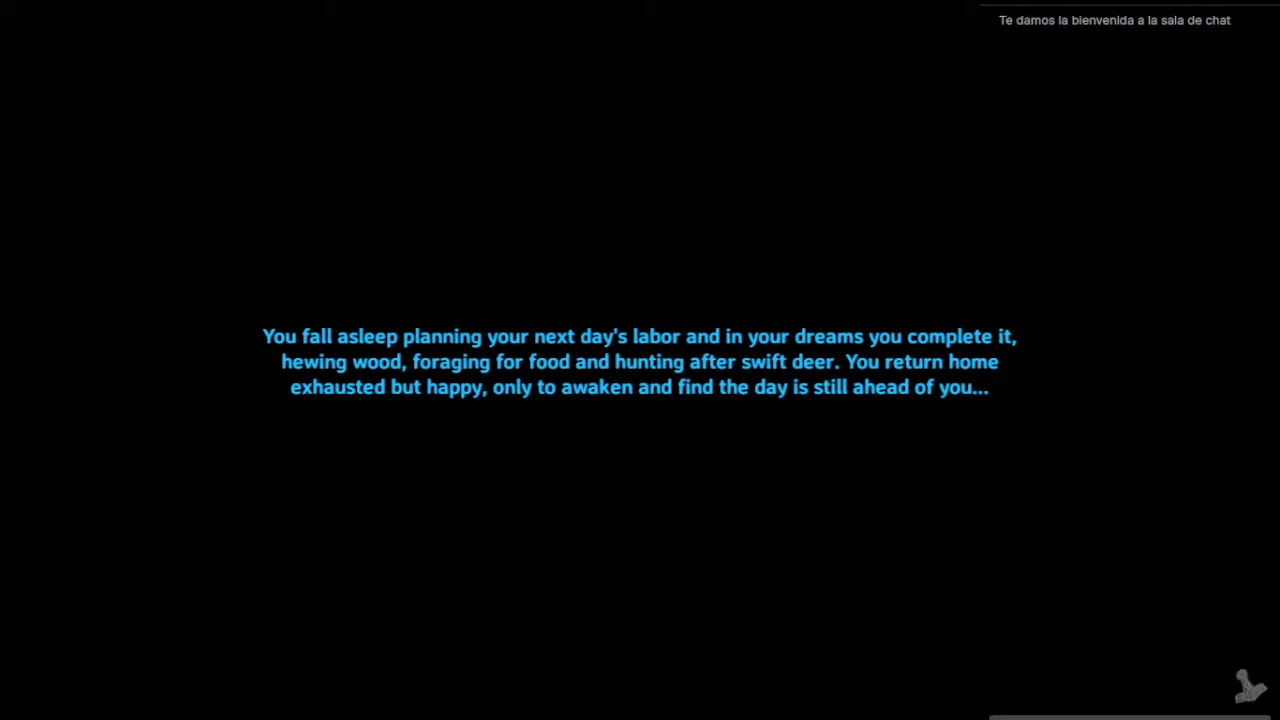 Te damos la bienvenida a la sala de chat
You fall asleep planning your next day's labor and in your dreams you complete it,
hewing wood, foraging for food and hunting after swift deer. You return home
exhausted but happy, only to awaken and find the day is still ahead of you...